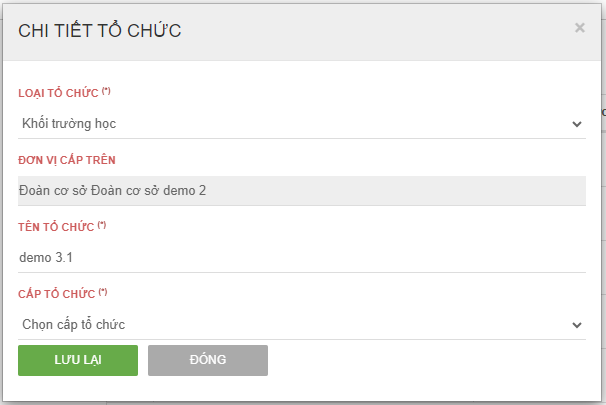 CHI TIẾT TỔ CHỨC
×
LOẠI TỔ CHỨC (*)
Khối trường học
ĐƠN VỊ CẤP TRÊN
Đoàn cơ sở Đoàn cơ sở demo 2
TÊN TỔ CHỨC (*)
demo 3.1
CẤP TỔ CHỨC (*)
Chọn cấp tổ chức
LƯU LẠI ĐÓNG